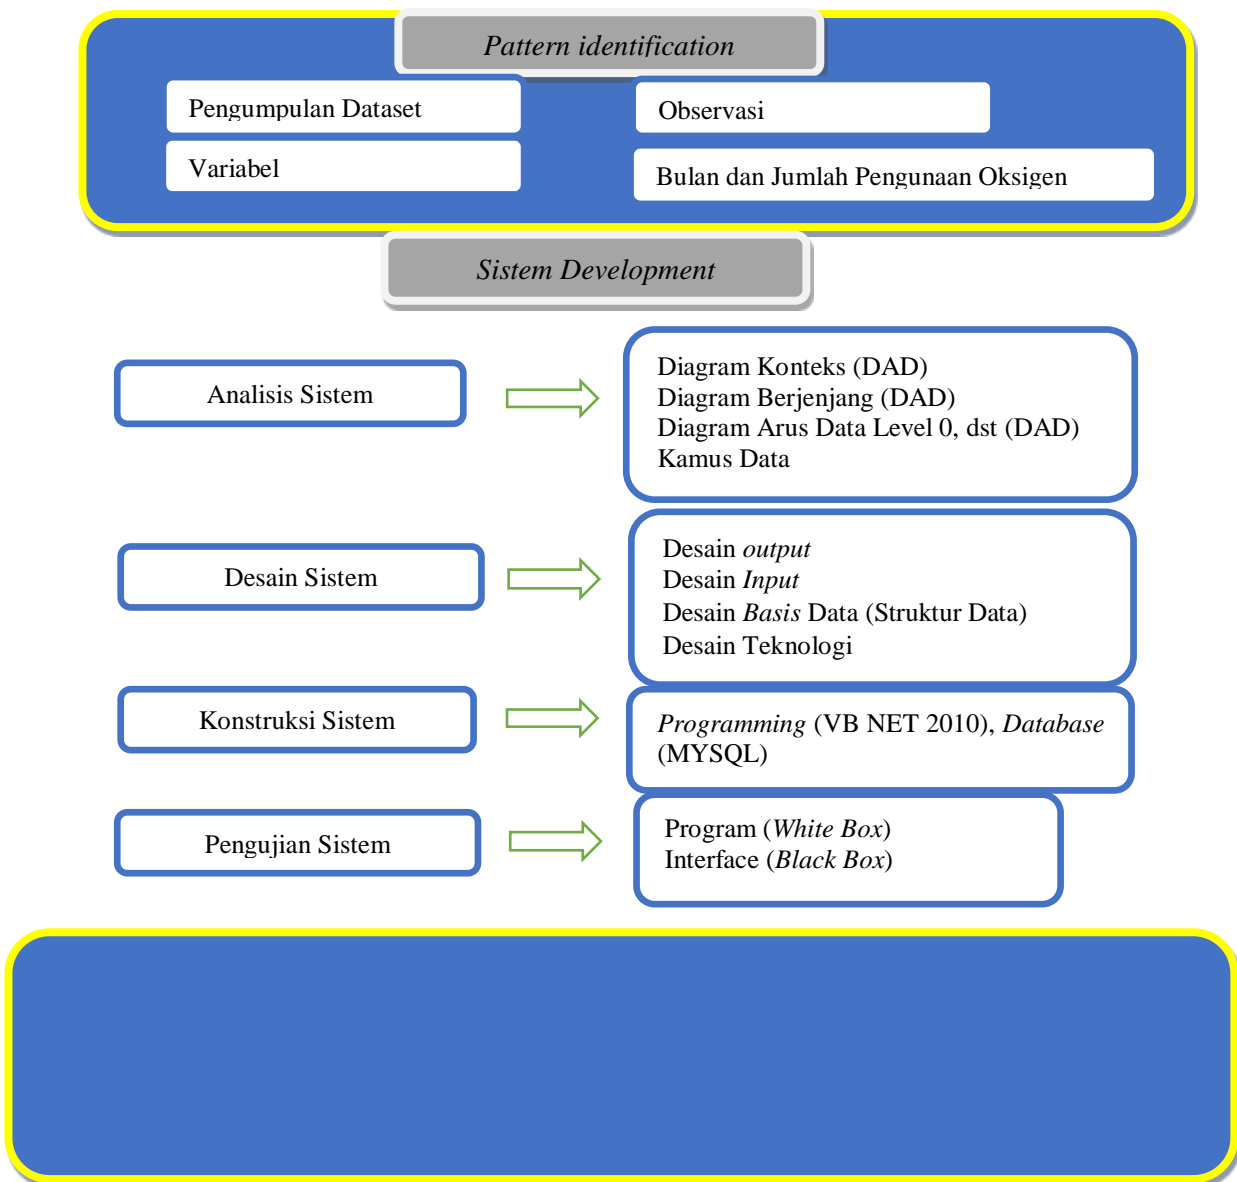 Pattern identification
Pengumpulan Dataset
Observasi
Variabel
Bulan dan Jumlah Pengunaan Oksigen
Sistem Development
Analisis Sistem
Diagram Konteks (DAD)
Diagram Berjenjang (DAD)
Diagram Arus Data Level 0, dst (DAD)
Kamus Data
Desain Sistem
Desain output
Desain Input
Desain Basis Data (Struktur Data)
Desain Teknologi
Konstruksi Sistem
Programming (VB NET 2010), Database
(MYSQL)
Pengujian Sistem
Program (White Box)
Interface (Black Box)